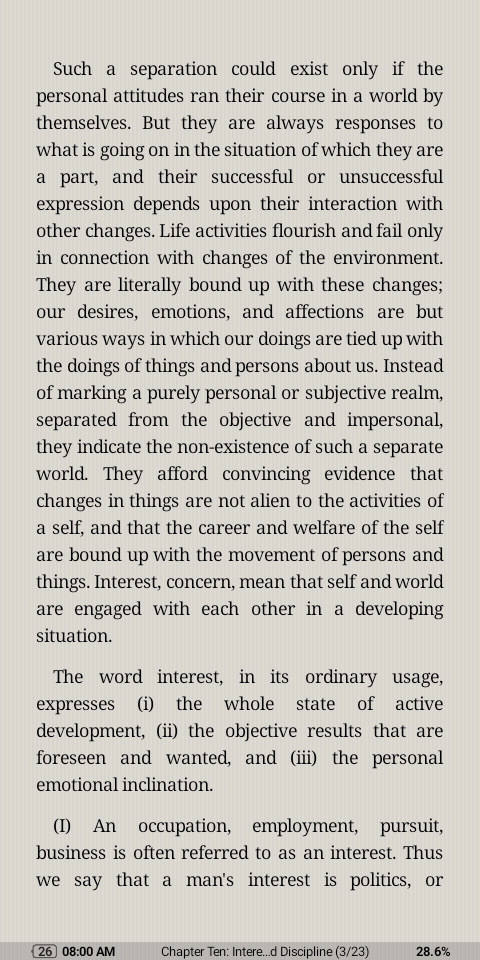 Such a separation could exist only if the
personal attitudes ran their course in a world by
themselves. But they are always responses to
what is going on in the situation of which they are
a part, and their successful or unsuccessful
expression depends upon their interaction with
other changes. Life activities flourish and fail only
in connection with changes of the environment.
They are literally bound up with these changes;
our desires, emotions, and affections are but
various ways in which our doings are tied up with
the doings of things and persons about us. Instead
of marking a purely personal or subjective realm,
separated from the objective and impersonal,
they indicate the non-existence of such a separate
world. They afford convincing evidence that
changes in things are not alien to the activities of
a self, and that the career and welfare of the self
are bound up with the movement of persons and
things. Interest, concern, mean that self and world
are engaged with each other in a developing
situation.
The word interest, in its ordinary usage,
expresses (i) the whole state of active
development, (ii) the objective results that are
foreseen and wanted, and (iii) the personal
emotional inclination.
(I) An occupation, employment, pursuit,
business is often referred to as an interest. Thus
we say that a man's interest is politics, or
26 08:00 AM Chapter Ten: Intere...d Discipline (3/23) 28.6%